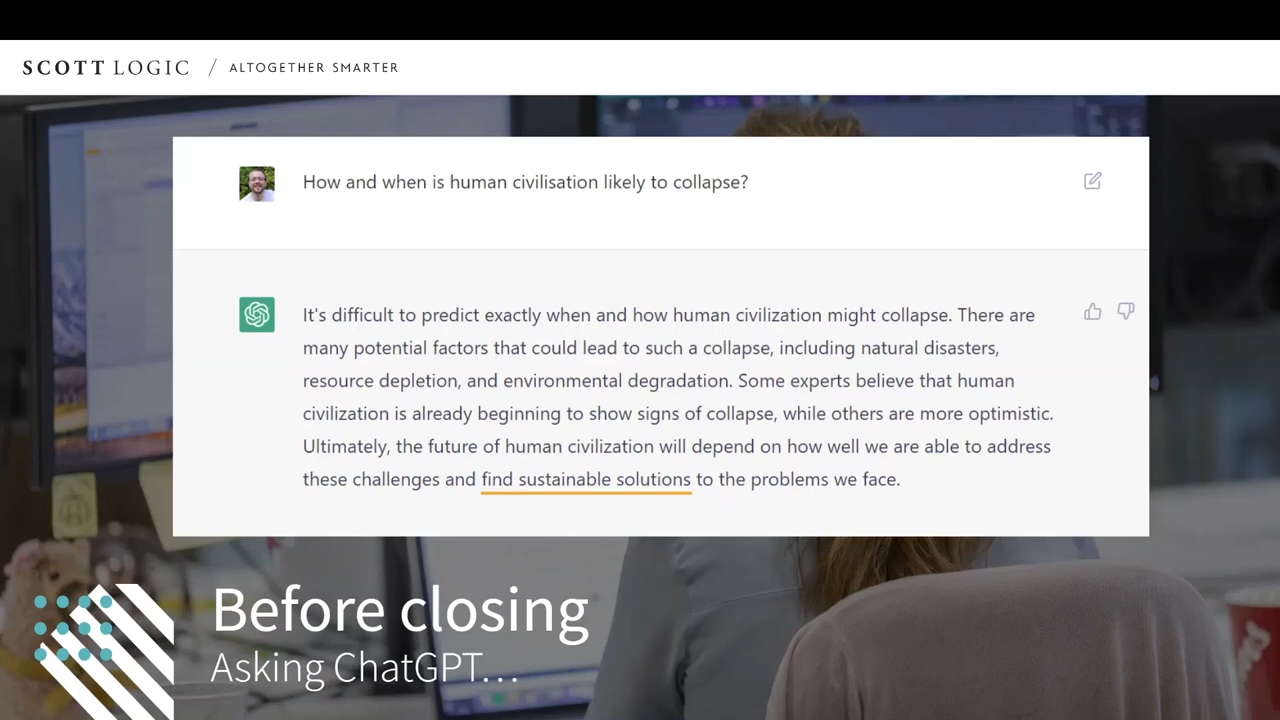 SCOTT LOGIC / ALTOGETHER SMARTER
How and when is human civilisation likely to collapse?
It's difficult to predict exactly when and how human civilization might collapse. There are
many potential factors that could lead to such a collapse, including natural disasters,
resource depletion, and environmental degradation. Some experts believe that human
civilization is already beginning to show signs of collapse, while others are more optimistic.
Ultimately, the future of human civilization will depend on how well we are able to address
these challenges and find sustainable solutions to the problems we face.
Before closing
Asking ChatGPT...